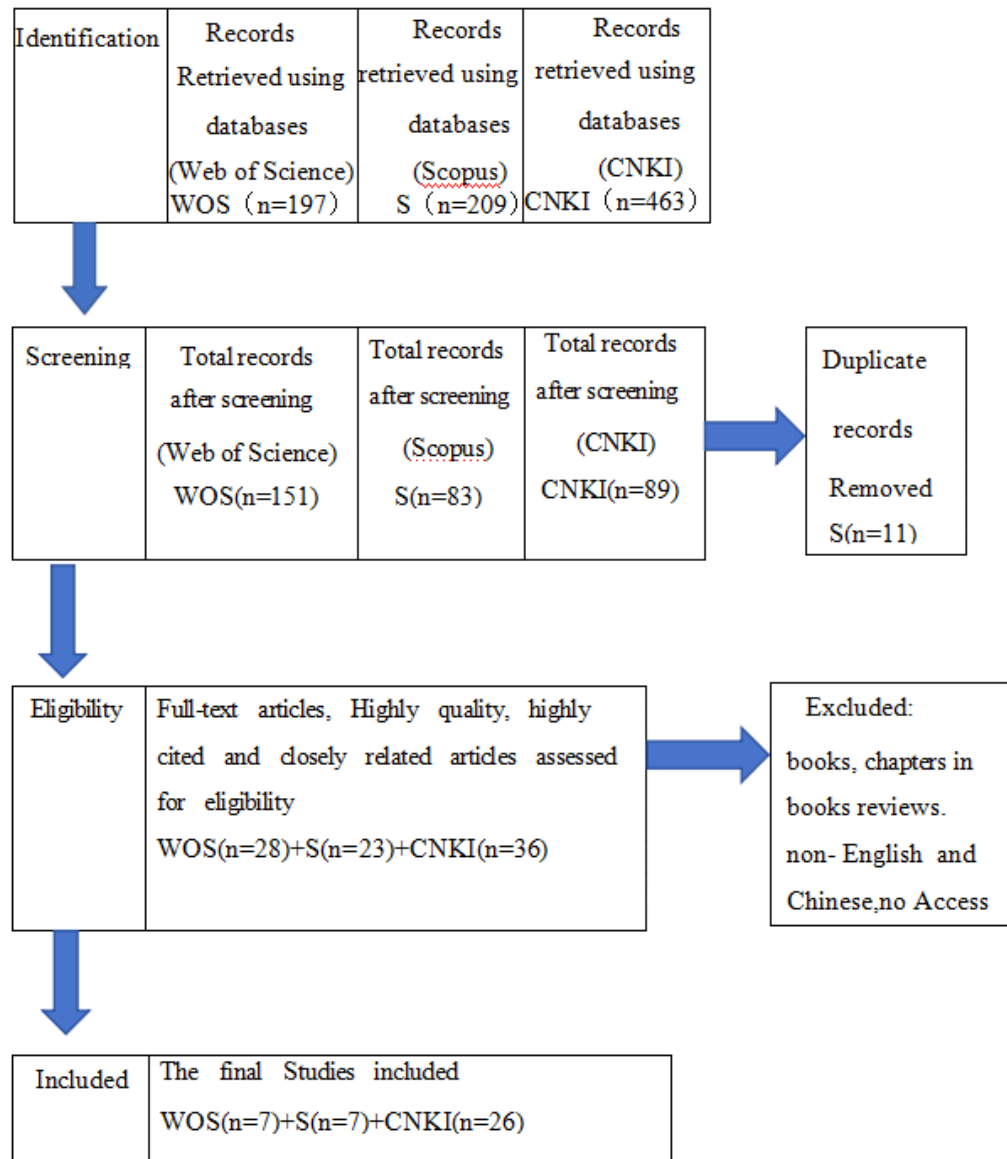 Identification
Records
Retrieved using
databases
(Web of Science)
WOS（n=197）
Records
retrieved using
databases
(Scopus)
S（n=209）
Records
retrieved using
databases
(CNKI)
CNKI（n=463）
Screening
Total records
after screening
(Web of Science)
WOS(n=151)
Total records
after screening
(Scopus)
S(n=83)
Total records
after screening
(CNKI)
CNKI(n=89)
Duplicate
records
Removed
S(n=11)
Eligibility
Full-text articles, Highly quality, highly
cited and closely related articles assessed
for eligibility
WOS(n=28)+S(n=23)+CNKI(n=36)
Excluded:
books, chapters in
books reviews.
non- English and
Chinese,no Access
Included
The final Studies included
WOS(n=7)+S(n=7)+CNKI(n=26)